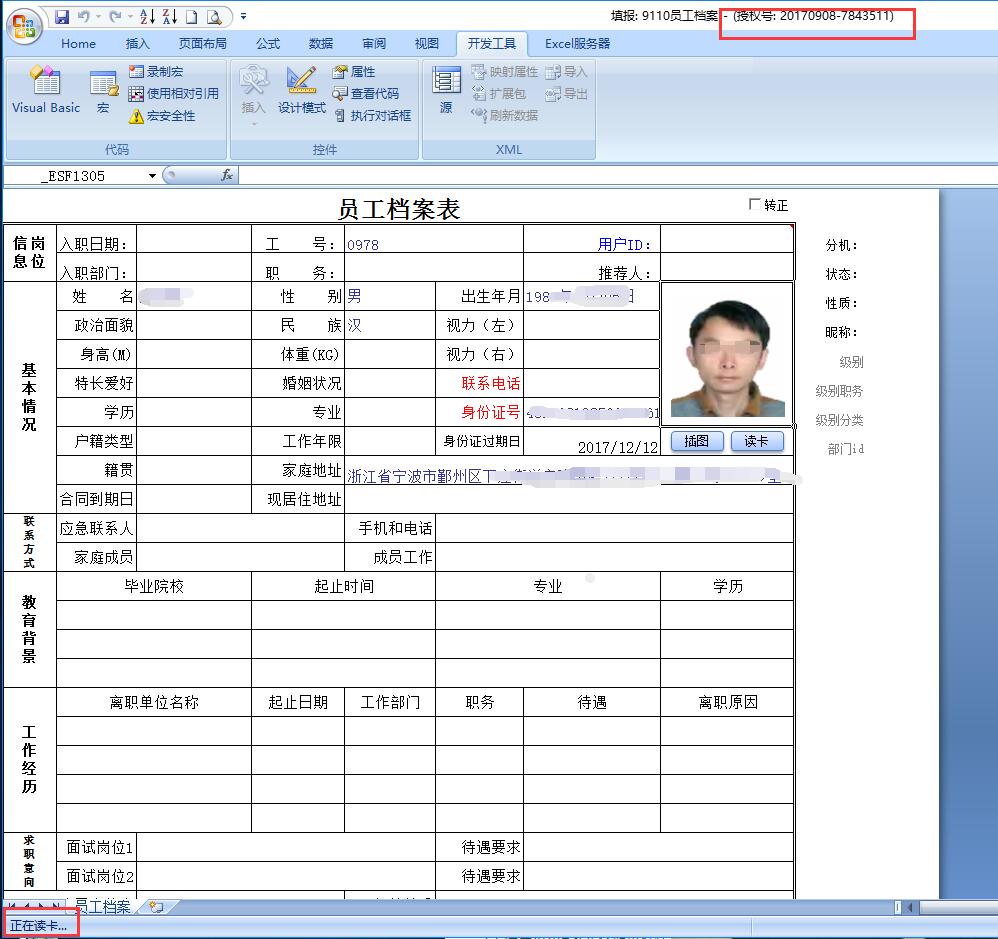 填报: 9110员工档案 - (授权号: 20170908-7843511)
Home 插入 页面布局 公式 数据 审阅 视图 开发工具 Excel服务器
Visual Basic 宏 录制宏 使用相对引用 宏安全性
插入 设计模式 属性 查看代码 执行对话框
源 映射属性 扩展包 刷新数据 导入 导出
代码 控件 XML
_ESF1305 fx
员工档案表 转正
岗位信息
入职日期: 工 号: 0978 用户ID: 分机:
入职部门: 职 务: 推荐人: 状态:
基本情况
姓 名 性 别 男 出生年月 198 性质:
政治面貌 民 族 汉 视力(左) 昵称:
身高(M) 体重(KG) 视力(右) 级别
特长爱好 婚姻状况 联系电话 级别职务
学历 专业 身份证号 级别分类
户籍类型 工作年限 身份证过期日 2017/12/12 插图 读卡 部门id
籍贯 家庭地址 浙江省宁波市鄞州区
合同到期日 现居住地址
联系方式
应急联系人 手机和电话
家庭成员 成员工作
教育背景
毕业院校 起止时间 专业 学历
工作经历
离职单位名称 起止日期 工作部门 职务 待遇 离职原因
求职意向
面试岗位1 待遇要求
面试岗位2 待遇要求
员工档案
正在读卡...